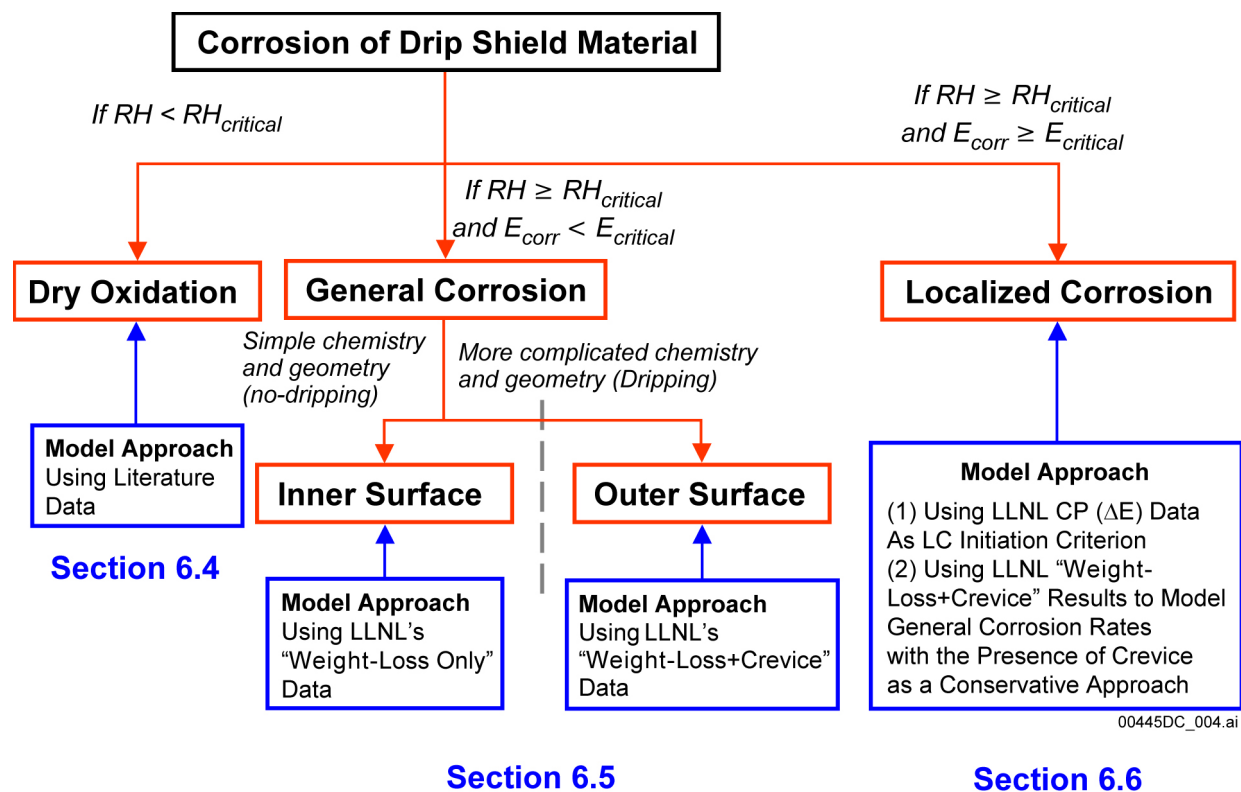 Corrosion of Drip Shield Material
If RH < RHcritical
If RH ≥ RHcritical
and Ecorr ≥ Ecritical
If RH ≥ RHcritical
and Ecorr < Ecritical
Dry Oxidation
General Corrosion
Localized Corrosion
Simple chemistry
and geometry
(no-dripping)
More complicated chemistry
and geometry (Dripping)
Model Approach
Using Literature
Data
Section 6.4
Inner Surface
Outer Surface
Model Approach
Using LLNL's
“Weight-Loss Only”
Data
Model Approach
Using LLNL's
“Weight-Loss+Crevice”
Data
Section 6.5
Model Approach
(1) Using LLNL CP (ΔE) Data
As LC Initiation Criterion
(2) Using LLNL “Weight-
Loss+Crevice” Results to Model
General Corrosion Rates
with the Presence of Crevice
as a Conservative Approach
00445DC_004.ai
Section 6.6